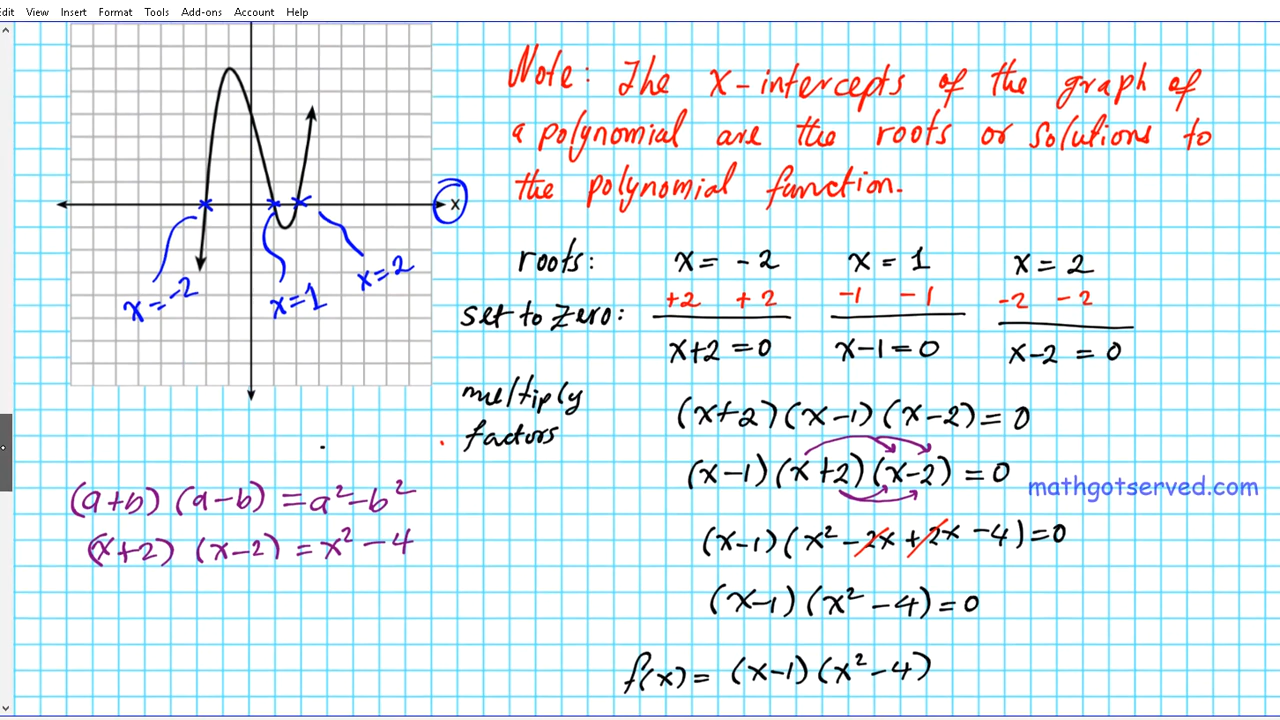 Edit View Insert Format Tools Add-ons Account Help
Note: The x-intercepts of the graph of
a polynomial are the roots or solutions to
the polynomial function.
x
x=-2
x=1
x=2
roots: x = -2 x = 1 x = 2
+2 +2 -1 -1 -2 -2
set to zero:
x+2 = 0 x-1 = 0 x-2 = 0
multiply
factors
(x+2)(x-1)(x-2) = 0
(x-1)(x+2)(x-2) = 0
mathgotserved.com
(x-1)(x² - 2x + 2x - 4) = 0
(x-1)(x² - 4) = 0
f(x) = (x-1)(x² - 4)
(a+b)(a-b) = a² - b²
(x+2)(x-2) = x² - 4